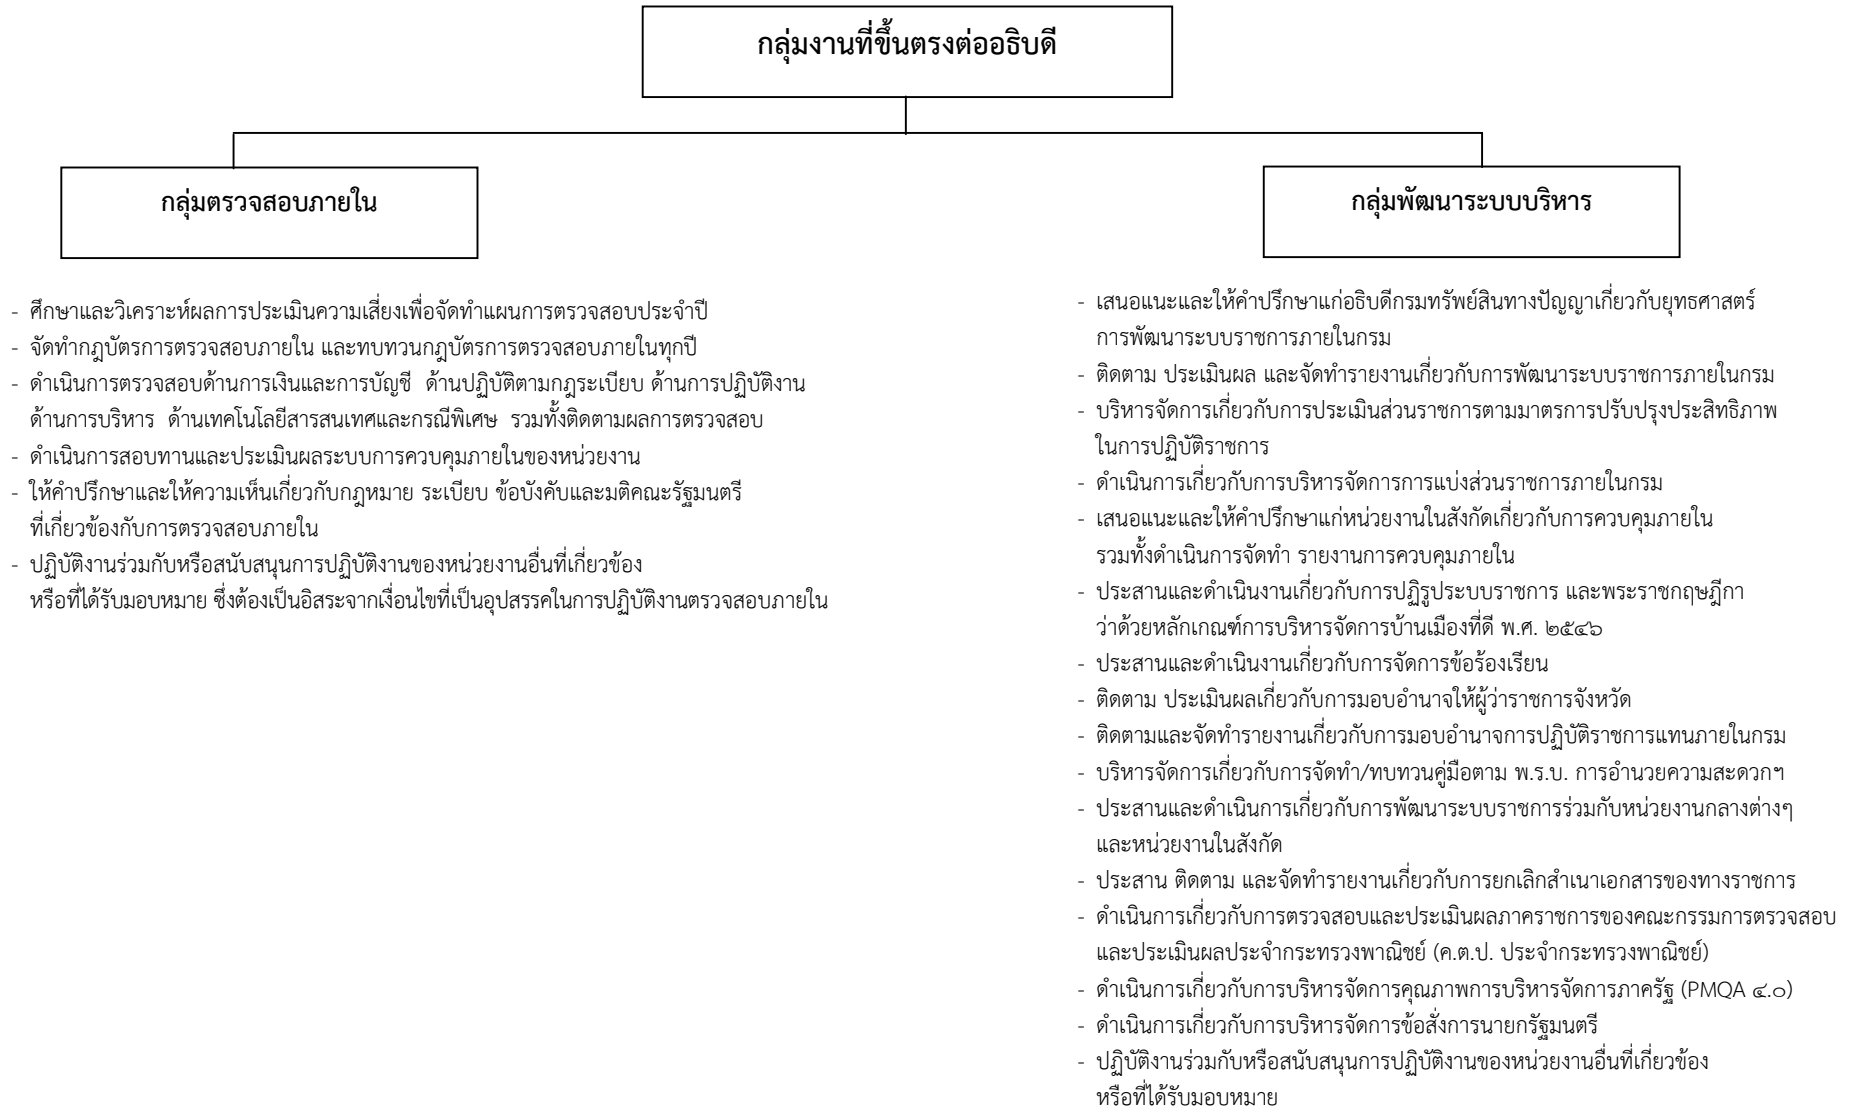 กลุ่มงานที่ขึ้นตรงต่ออธิบดี
กลุ่มตรวจสอบภายใน
- ศึกษาและวิเคราะห์ผลการประเมินความเสี่ยงเพื่อจัดทำแผนการตรวจสอบประจำปี
- จัดทำกฎบัตรการตรวจสอบภายใน และทบทวนกฎบัตรการตรวจสอบภายในทุกปี
- ดำเนินการตรวจสอบด้านการเงินและการบัญชี ด้านปฏิบัติตามกฎระเบียบ ด้านการปฏิบัติงาน
ด้านการบริหาร ด้านเทคโนโลยีสารสนเทศและกรณีพิเศษ รวมทั้งติดตามผลการตรวจสอบ
- ดำเนินการสอบทานและประเมินผลระบบการควบคุมภายในของหน่วยงาน
- ให้คำปรึกษาและให้ความเห็นเกี่ยวกับกฎหมาย ระเบียบ ข้อบังคับและมติคณะรัฐมนตรี
ที่เกี่ยวข้องกับการตรวจสอบภายใน
- ปฏิบัติงานร่วมกับหรือสนับสนุนการปฏิบัติงานของหน่วยงานอื่นที่เกี่ยวข้อง
หรือที่ได้รับมอบหมาย ซึ่งต้องเป็นอิสระจากเงื่อนไขที่เป็นอุปสรรคในการปฏิบัติงานตรวจสอบภายใน
กลุ่มพัฒนาระบบบริหาร
- เสนอแนะและให้คำปรึกษาแก่อธิบดีกรมทรัพย์สินทางปัญญาเกี่ยวกับยุทธศาสตร์
การพัฒนาระบบราชการภายในกรม
- ติดตาม ประเมินผล และจัดทำรายงานเกี่ยวกับการพัฒนาระบบราชการภายในกรม
- บริหารจัดการเกี่ยวกับการประเมินส่วนราชการตามมาตรการปรับปรุงประสิทธิภาพ
ในการปฏิบัติราชการ
- ดำเนินการเกี่ยวกับการบริหารจัดการการแบ่งส่วนราชการภายในกรม
- เสนอแนะและให้คำปรึกษาแก่หน่วยงานในสังกัดเกี่ยวกับการควบคุมภายใน
รวมทั้งดำเนินการจัดทำ รายงานการควบคุมภายใน
- ประสานและดำเนินงานเกี่ยวกับการปฏิรูประบบราชการ และพระราชกฤษฎีกา
ว่าด้วยหลักเกณฑ์การบริหารจัดการบ้านเมืองที่ดี พ.ศ. ๒๕๔๖
- ประสานและดำเนินงานเกี่ยวกับการจัดการข้อร้องเรียน
- ติดตาม ประเมินผลเกี่ยวกับการมอบอำนาจให้ผู้ว่าราชการจังหวัด
- ติดตามและจัดทำรายงานเกี่ยวกับการมอบอำนาจการปฏิบัติราชการแทนภายในกรม
- บริหารจัดการเกี่ยวกับการจัดทำ/ทบทวนคู่มือตาม พ.ร.บ. การอำนวยความสะดวกฯ
- ประสานและดำเนินการเกี่ยวกับการพัฒนาระบบราชการร่วมกับหน่วยงานกลางต่างๆ
และหน่วยงานในสังกัด
- ประสาน ติดตาม และจัดทำรายงานเกี่ยวกับการยกเลิกสำเนาเอกสารของทางราชการ
- ดำเนินการเกี่ยวกับการตรวจสอบและประเมินผลภาคราชการของคณะกรรมการตรวจสอบ
และประเมินผลประจำกระทรวงพาณิชย์ (ค.ต.ป. ประจำกระทรวงพาณิชย์)
- ดำเนินการเกี่ยวกับการบริหารจัดการคุณภาพการบริหารจัดการภาครัฐ (PMQA ๔.๐)
- ดำเนินการเกี่ยวกับการบริหารจัดการข้อสั่งการนายกรัฐมนตรี
- ปฏิบัติงานร่วมกับหรือสนับสนุนการปฏิบัติงานของหน่วยงานอื่นที่เกี่ยวข้อง
หรือที่ได้รับมอบหมาย